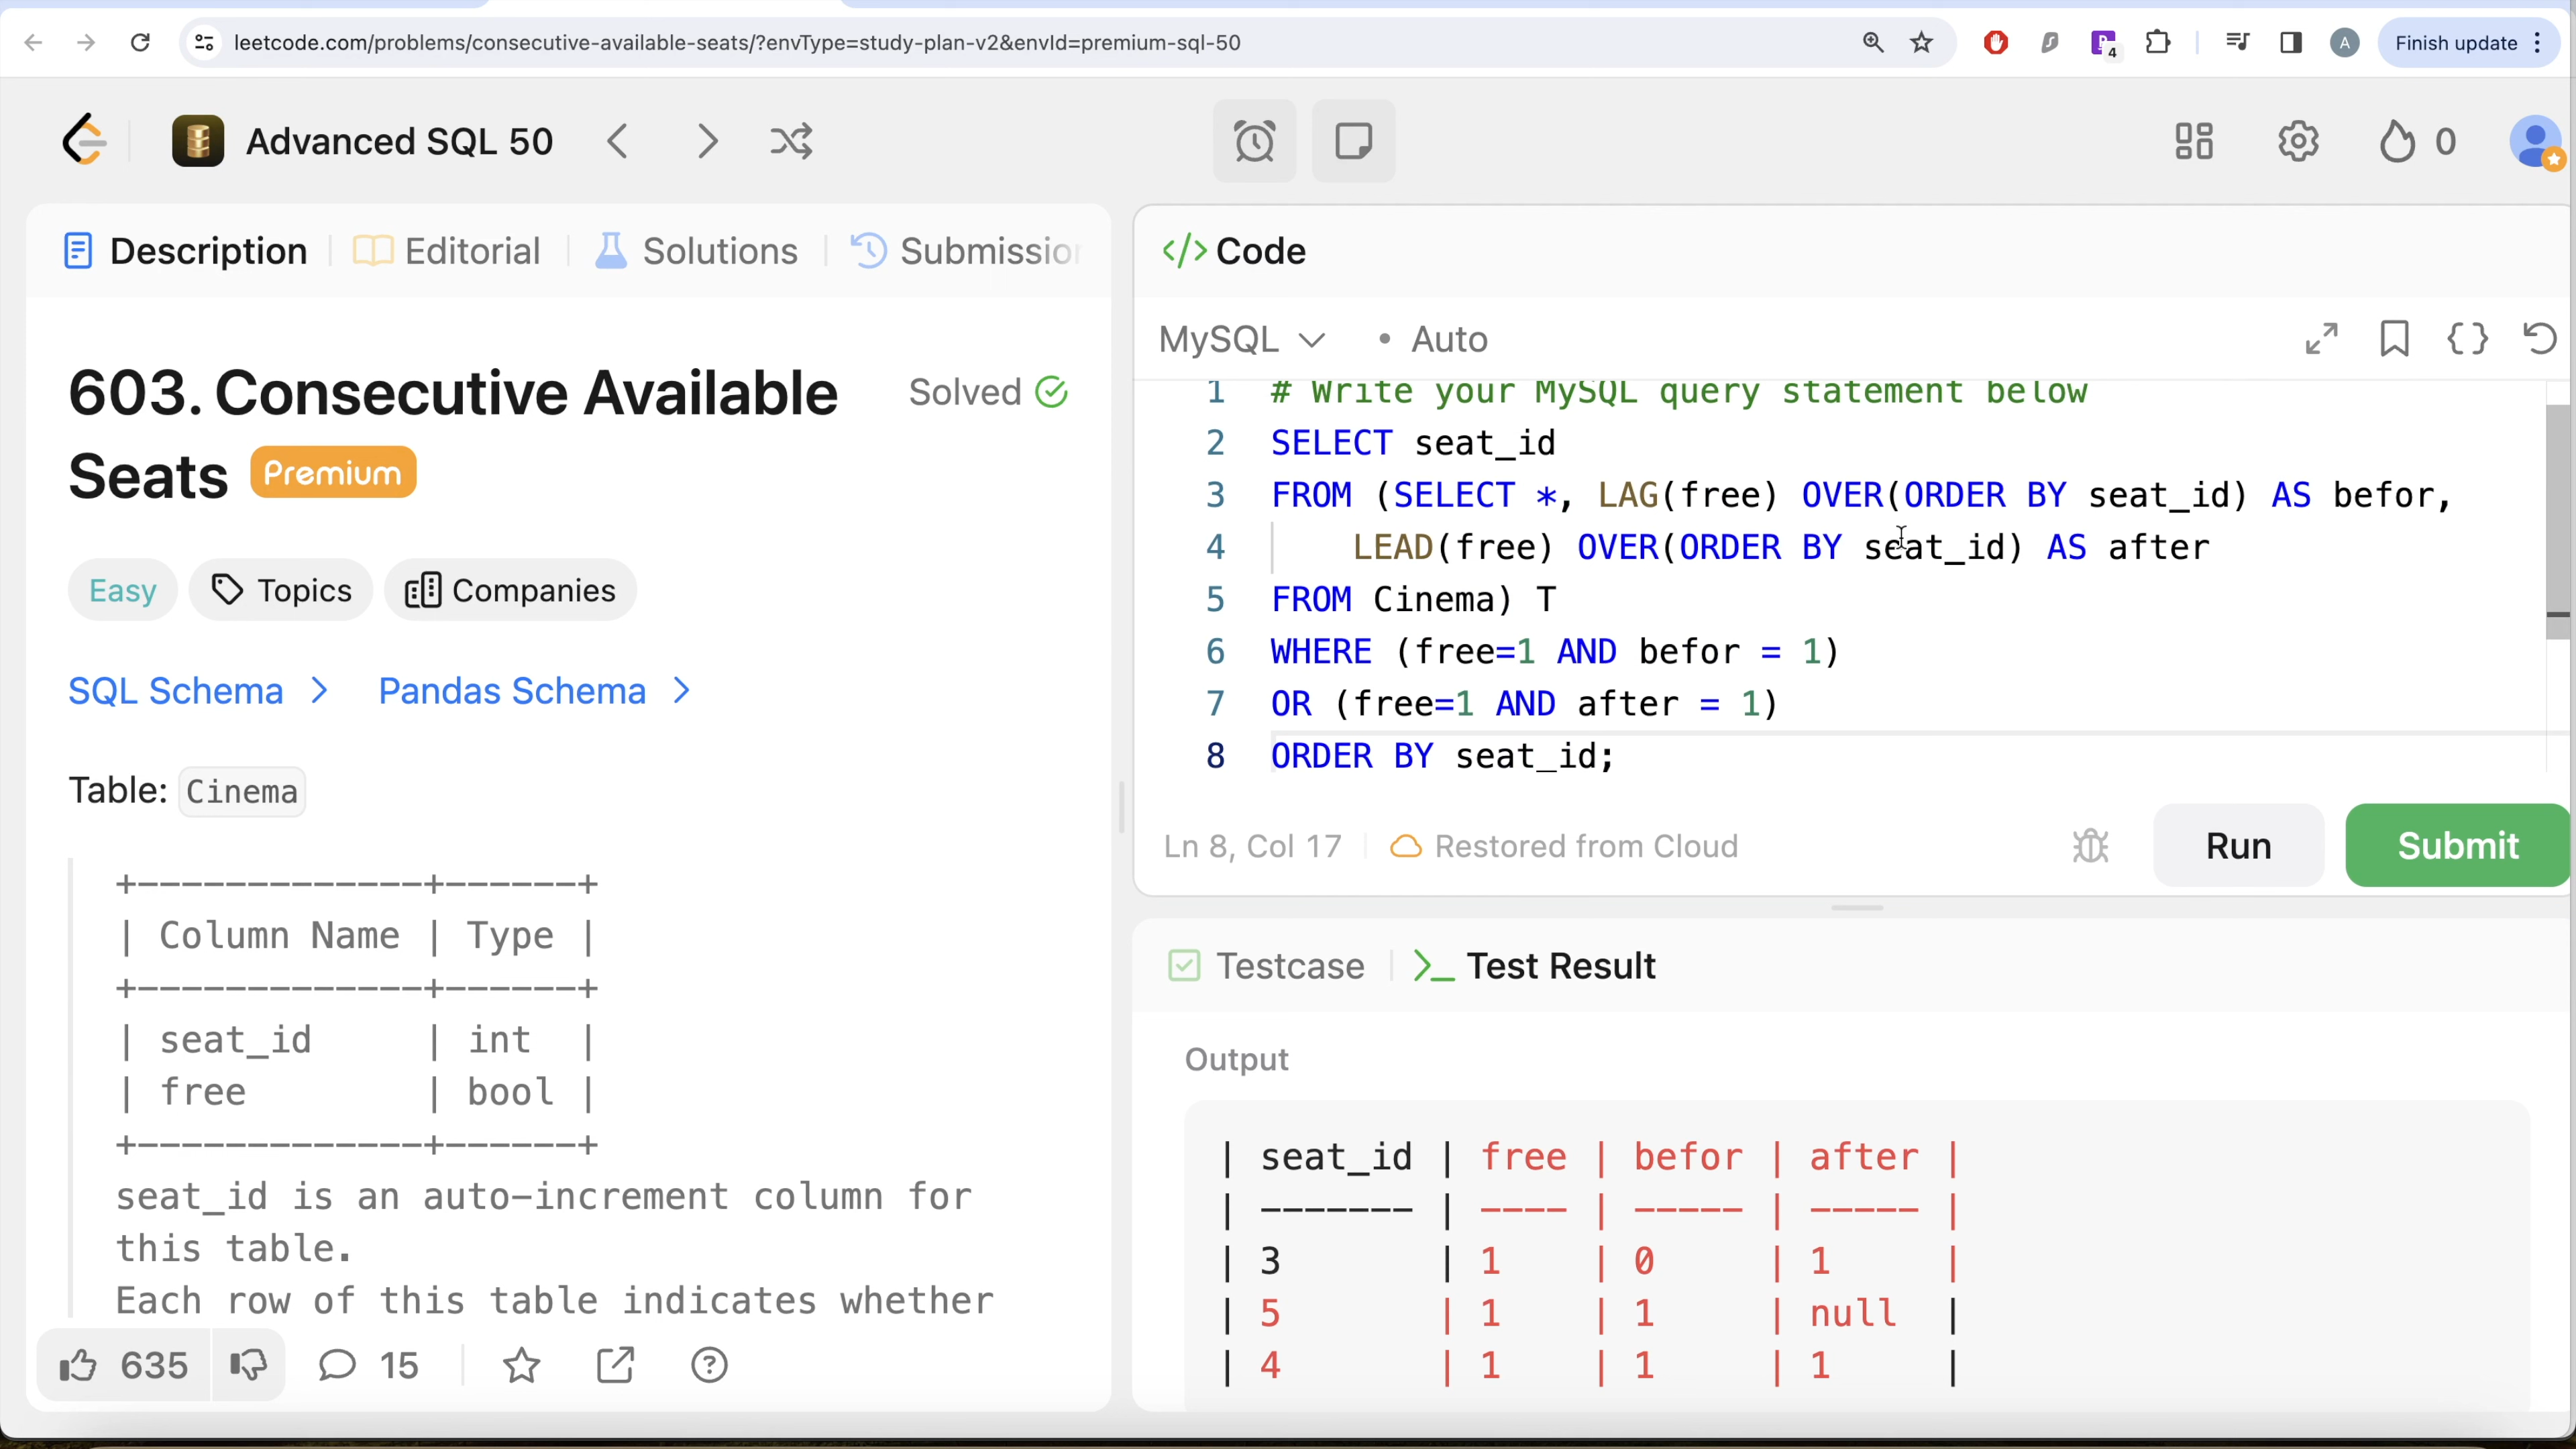 leetcode.com/problems/consecutive-available-seats/?envType=study-plan-v2&envId=premium-sql-50
4
A
Finish update
Advanced SQL 50
0
Description
Editorial
Solutions
Submissio
603. Consecutive Available
Seats
Premium
Solved
Easy
Topics
Companies
SQL Schema >
Pandas Schema >
Table: Cinema
+-------------+------+
| Column Name | Type |
+-------------+------+
| seat_id     | int  |
| free        | bool |
+-------------+------+
seat_id is an auto-increment column for
this table.
Each row of this table indicates whether
635
15
</> Code
MySQL
• Auto
1 # Write your MySQL query statement below
2 SELECT seat_id
3 FROM (SELECT *, LAG(free) OVER(ORDER BY seat_id) AS befor,
4     LEAD(free) OVER(ORDER BY seat_id) AS after
5 FROM Cinema) T
6 WHERE (free=1 AND befor = 1)
7 OR (free=1 AND after = 1)
8 ORDER BY seat_id;
Ln 8, Col 17
Restored from Cloud
Run
Submit
Testcase
>_ Test Result
Output
| seat_id | free | befor | after |
| ------- | ---- | ----- | ----- |
| 3       | 1    | 0     | 1     |
| 5       | 1    | 1     | null  |
| 4       | 1    | 1     | 1     |